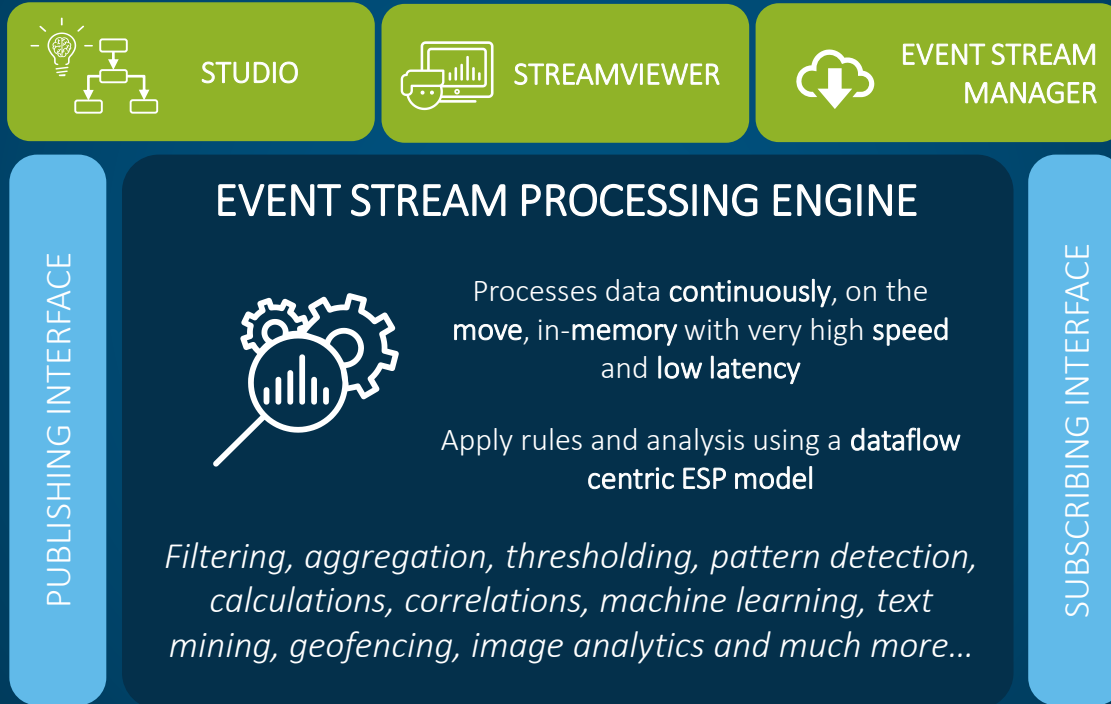 STUDIO
STREAMVIEWER
EVENT STREAM
MANAGER
PUBLISHING INTERFACE
EVENT STREAM PROCESSING ENGINE
Processes data continuously, on the
move, in-memory with very high speed
and low latency
Apply rules and analysis using a dataflow
centric ESP model
Filtering, aggregation, thresholding, pattern detection,
calculations, correlations, machine learning, text
mining, geofencing, image analytics and much more...
SUBSCRIBING INTERFACE